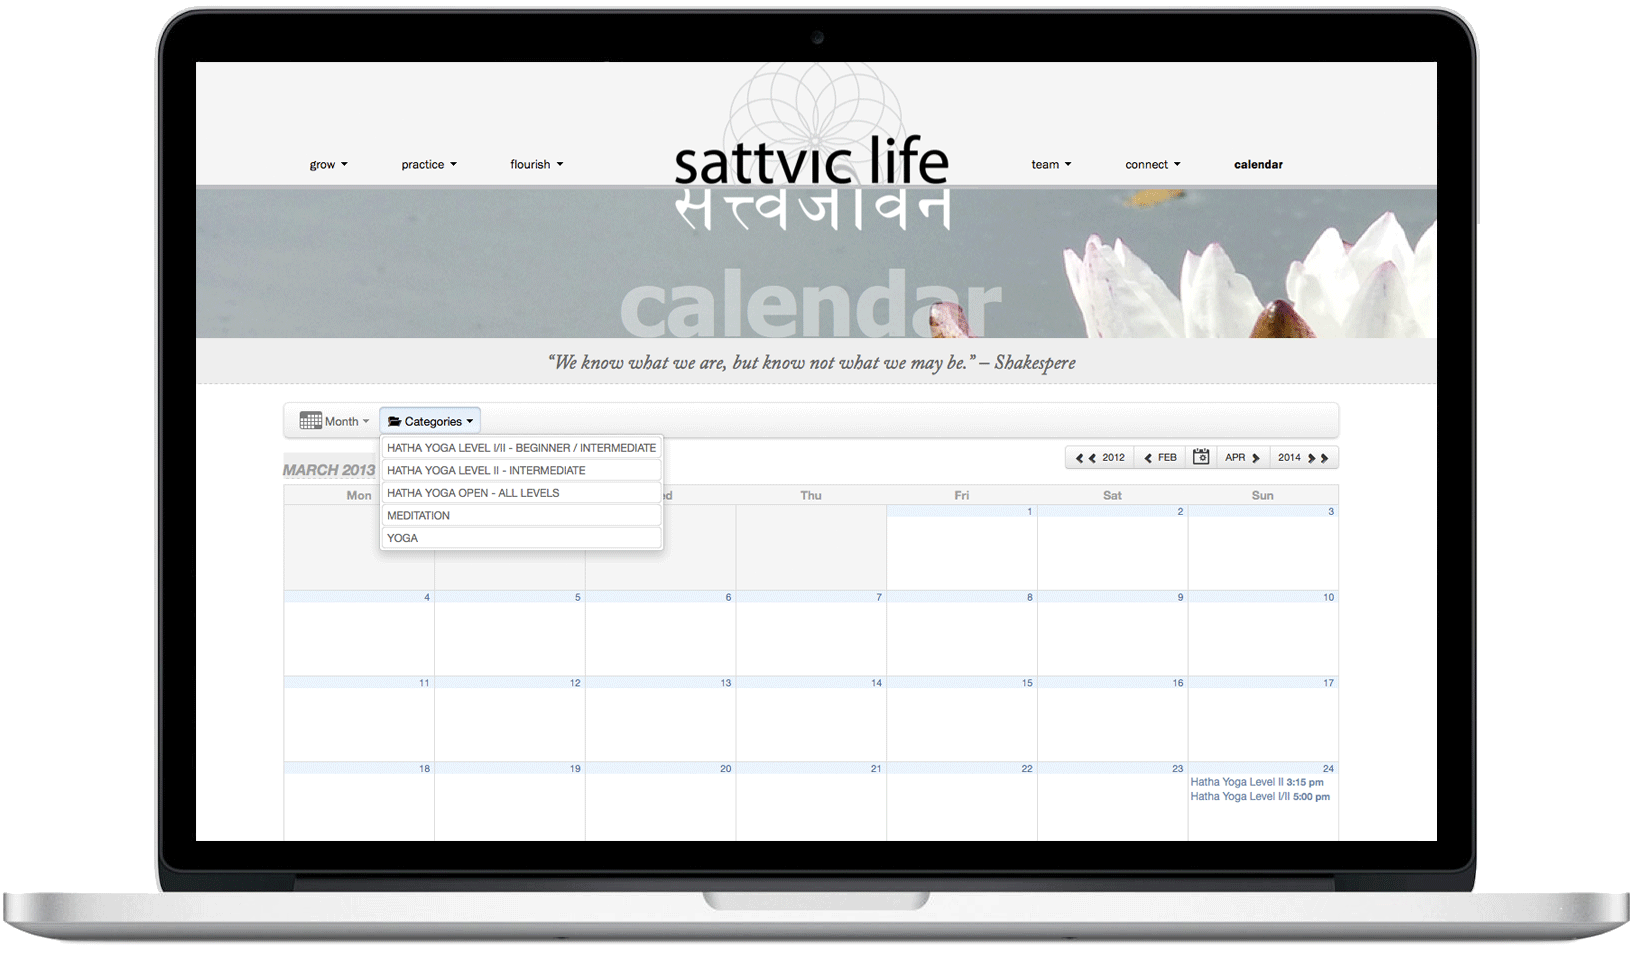 grow
practice
flourish
sattvic life
team
connect
calendar
सत्त्वजीवन
calendar
“We know what we are, but know not what we may be.” – Shakespere
Month
Categories
HATHA YOGA LEVEL I/II - BEGINNER / INTERMEDIATE
HATHA YOGA LEVEL II - INTERMEDIATE
HATHA YOGA OPEN - ALL LEVELS
MEDITATION
YOGA
MARCH 2013
2012 FEB APR 2014
Mon Thu Fri Sat Sun
1 2 3
4 5 6 7 8 9 10
11 12 13 14 15 16 17
18 19 20 21 22 23 24
Hatha Yoga Level II 3:15 pm
Hatha Yoga Level I/II 5:00 pm